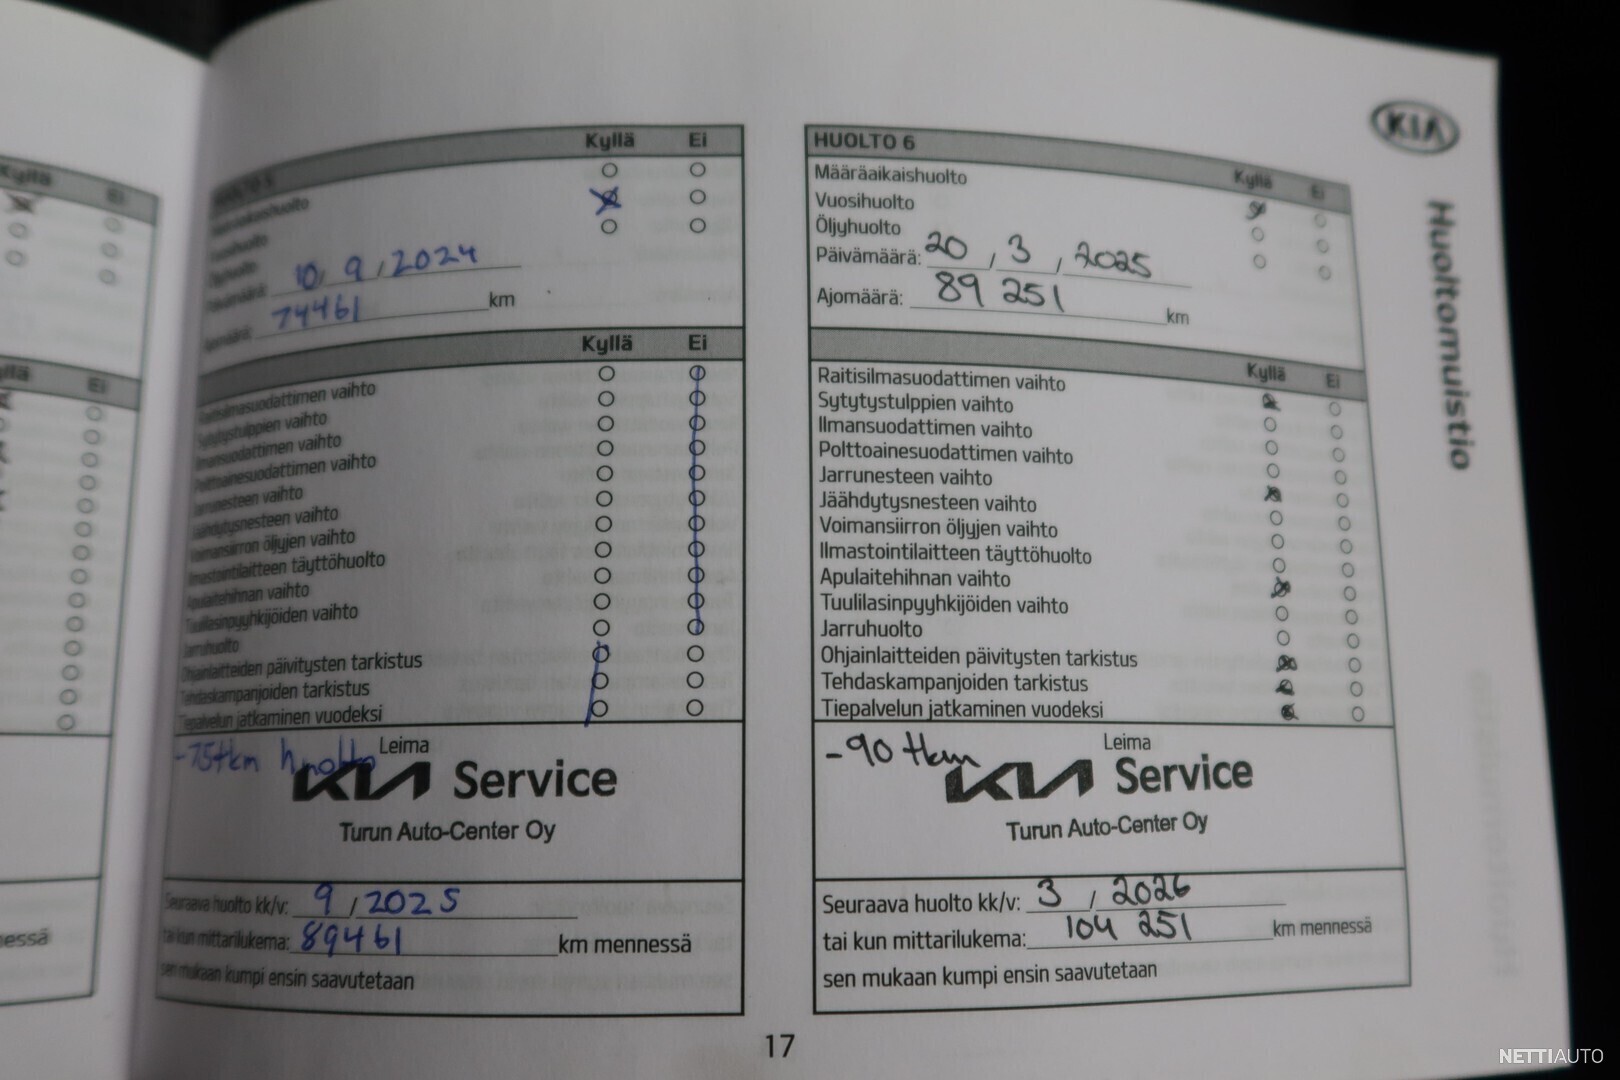 Kyllä
Ei
Kyllä Ei
10 / 9 / 2024
74461 km
Kyllä Ei
Raitisilmasuodattimen vaihto
Sytytystulppien vaihto
Ilmansuodattimen vaihto
Polttoainesuodattimen vaihto
Jarrunesteen vaihto
Jäähdytysnesteen vaihto
Voimansiirron öljyjen vaihto
Ilmastointilaitteen täyttöhuolto
Apulaitehihnan vaihto
Tuulilasinpyyhkijöiden vaihto
Jarruhuolto
Ohjainlaitteiden päivitysten tarkistus
Tehdaskampanjoiden tarkistus
Tiepalvelun jatkaminen vuodeksi
-75tkm huolto
Leima
KIA Service
Turun Auto-Center Oy
Seuraava huolto kk/v: 9 / 2025
tai kun mittarilukema: 89461 km mennessä
sen mukaan kumpi ensin saavutetaan
HUOLTO 6
Kyllä Ei
Määräaikaishuolto
Vuosihuolto
Öljyhuolto
Päivämäärä: 20 / 3 / 2025
Ajomäärä: 89 251 km
Kyllä Ei
Raitisilmasuodattimen vaihto
Sytytystulppien vaihto
Ilmansuodattimen vaihto
Polttoainesuodattimen vaihto
Jarrunesteen vaihto
Jäähdytysnesteen vaihto
Voimansiirron öljyjen vaihto
Ilmastointilaitteen täyttöhuolto
Apulaitehihnan vaihto
Tuulilasinpyyhkijöiden vaihto
Jarruhuolto
Ohjainlaitteiden päivitysten tarkistus
Tehdaskampanjoiden tarkistus
Tiepalvelun jatkaminen vuodeksi
-90 tkm
Leima
KIA Service
Turun Auto-Center Oy
Seuraava huolto kk/v: 3 / 2026
tai kun mittarilukema: 104 251 km mennessä
sen mukaan kumpi ensin saavutetaan
KIA
Huoltomuistio
17
NETTIAUTO